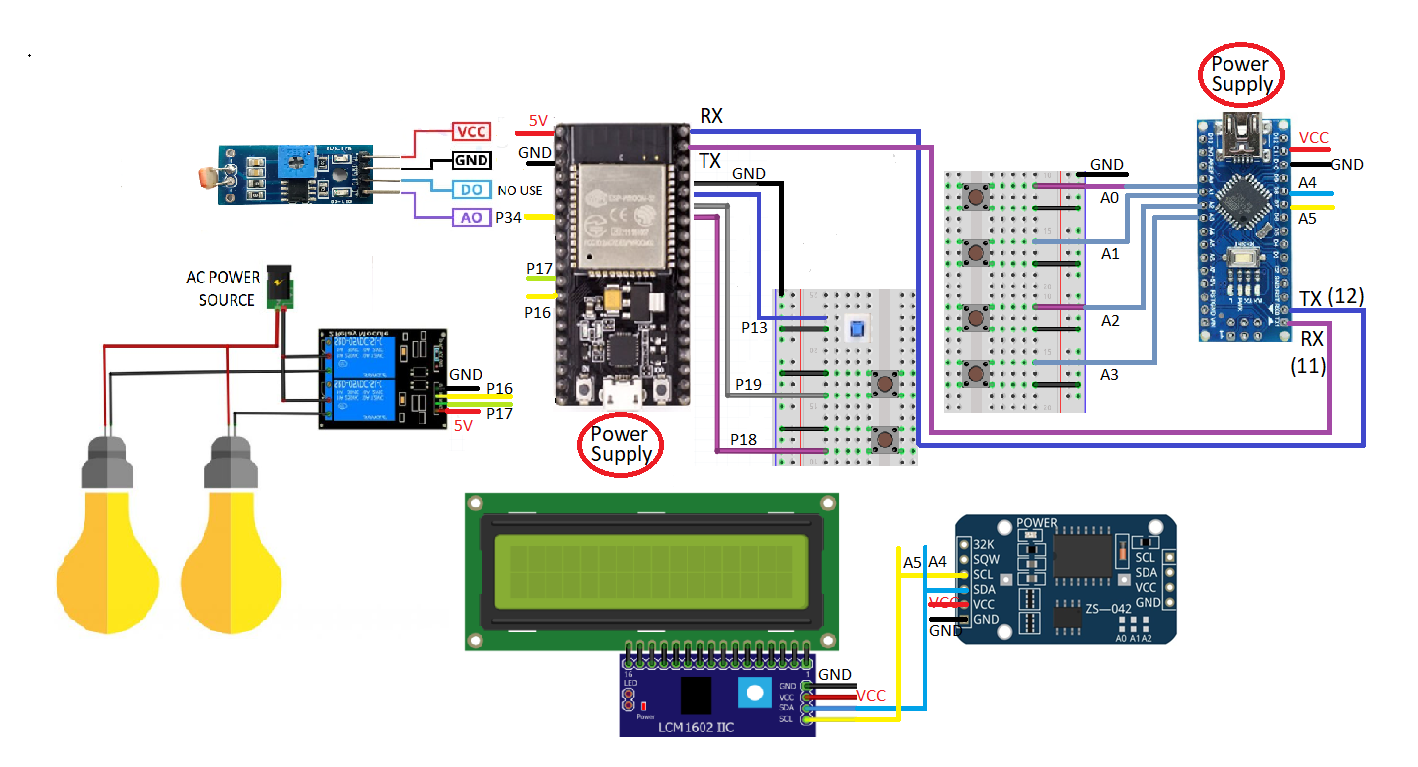 Power
Supply
VCC
GND
DO
NO USE
AO
P34
5V
GND
P17
P16
RX
TX
GND
P13
P19
P18
Power
Supply
GND
A0
A1
A2
A3
VCC
GND
A4
A5
TX (12)
RX
(11)
AC POWER
SOURCE
GND
P16
P17
5V
A5 A4
VCC
GND
POWER
32K
SQW
SCL
SDA
VCC
GND
SCL
SDA
VCC
GND
ZS—042
A0 A1 A2
16
1
LED
Power
LCM1602 IIC
GND
VCC
SDA
SCL
GND
VCC